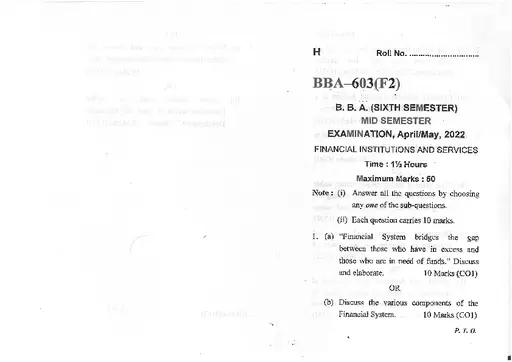 H Roll No. ..............................
BBA–603(F2)
B. B. A. (SIXTH SEMESTER)
MID SEMESTER
EXAMINATION, April/May, 2022
FINANCIAL INSTITUTIONS AND SERVICES
Time : 1½ Hours
Maximum Marks : 50
Note : (i) Answer all the questions by choosing
any one of the sub-questions.
(ii) Each question carries 10 marks.
1. (a) "Financial System bridges the gap
between those who have in excess and
those who are in need of funds." Discuss
and elaborate. 10 Marks (CO1)
OR
(b) Discuss the various components of the
Financial System. 10 Marks (CO1)
P. T. O.